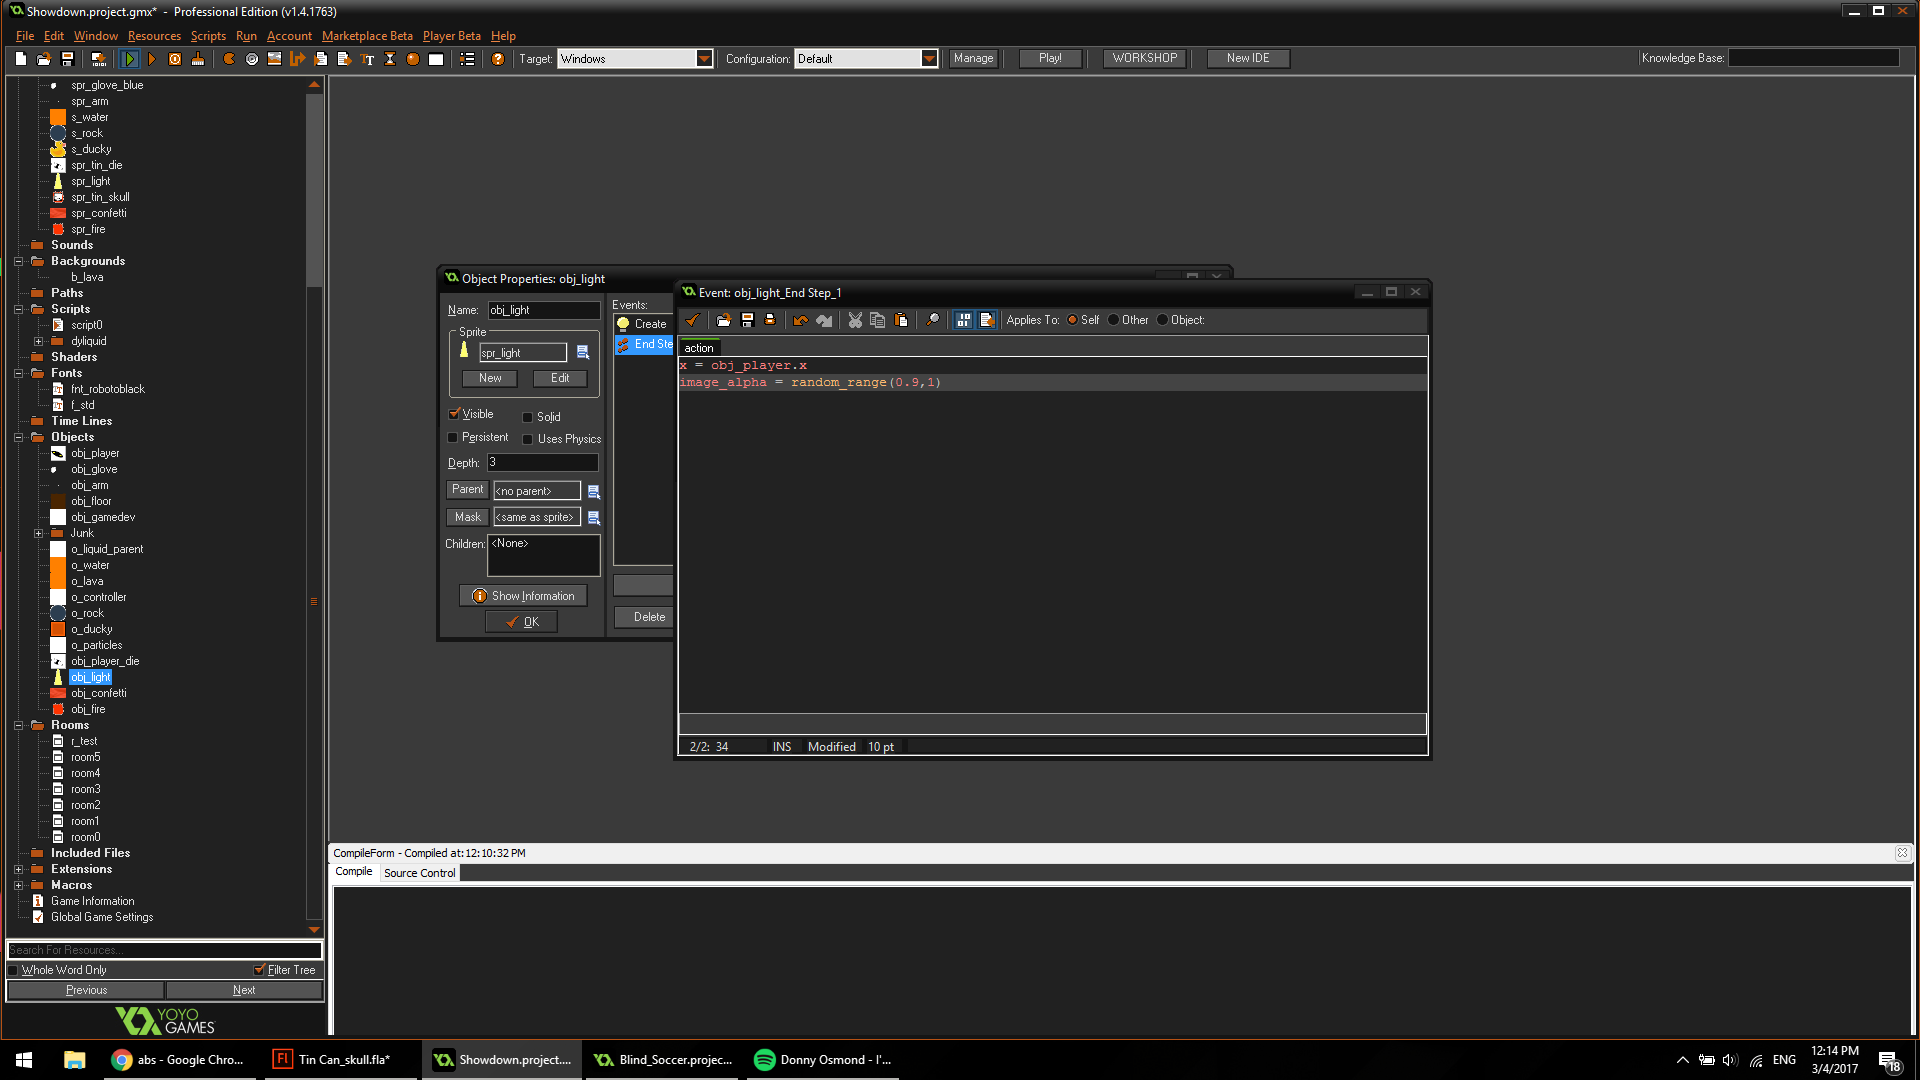 Showdown.project.gmx*  -  Professional Edition (v1.4.1763)
File Edit Window Resources Scripts Run Account Marketplace Beta Player Beta Help
Target: Windows Configuration: Default Manage Play! WORKSHOP New IDE Knowledge Base:
spr_glove_blue
spr_arm
s_water
s_rock
s_ducky
spr_tin_die
spr_light
spr_tin_skull
spr_confetti
spr_fire
Sounds
Backgrounds
b_lava
Paths
Scripts
script0
dyliquid
Shaders
Fonts
fnt_robotoblack
f_std
Time Lines
Objects
obj_player
obj_glove
obj_arm
obj_floor
obj_gamedev
Junk
o_liquid_parent
o_water
o_lava
o_controller
o_rock
o_ducky
o_particles
obj_player_die
obj_light
obj_confetti
obj_fire
Rooms
r_test
room5
room4
room3
room2
room1
room0
Included Files
Extensions
Macros
Game Information
Global Game Settings
Search For Resources...
Whole Word Only Filter Tree
Previous Next
YOYO
GAMES
Object Properties: obj_light
Name: obj_light
Sprite
spr_light
New Edit
Visible Solid
Persistent Uses Physics
Depth: 3
Parent <no parent>
Mask <same as sprite>
Children: <None>
Show Information
OK
Events:
Create
End Ste
Delete
Event: obj_light_End Step_1
Applies To: Self Other Object:
action
x = obj_player.x
image_alpha = random_range(0.9,1)
2/2: 34 INS Modified 10 pt
CompileForm - Compiled at:12:10:32 PM
Compile Source Control
abs - Google Chro...
Fl Tin Can_skull.fla*
Showdown.project....
Blind_Soccer.projec...
Donny Osmond - I'...
ENG
12:14 PM
3/4/2017
18